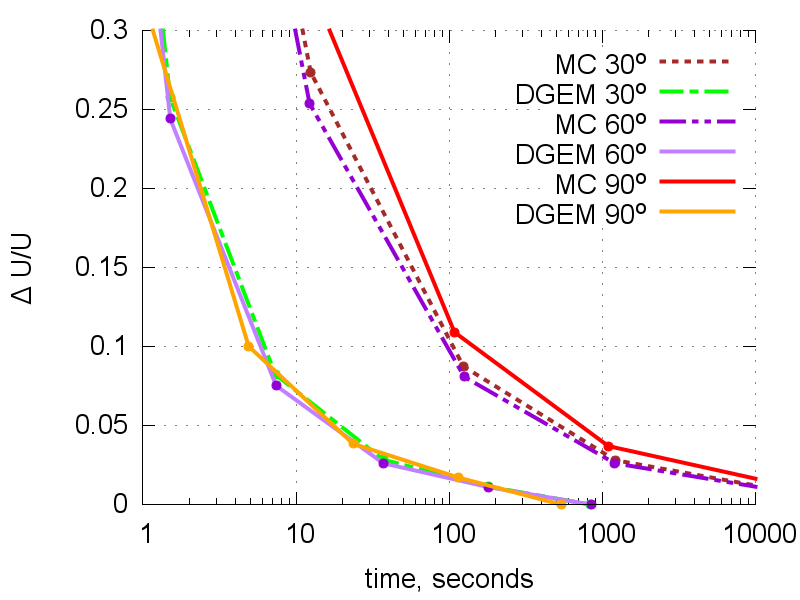 0.3
0.25
0.2
0.15
0.1
0.05
0
Δ U/U
MC 30º
DGEM 30º
MC 60º
DGEM 60º
MC 90º
DGEM 90º
1 10 100 1000 10000
time, seconds